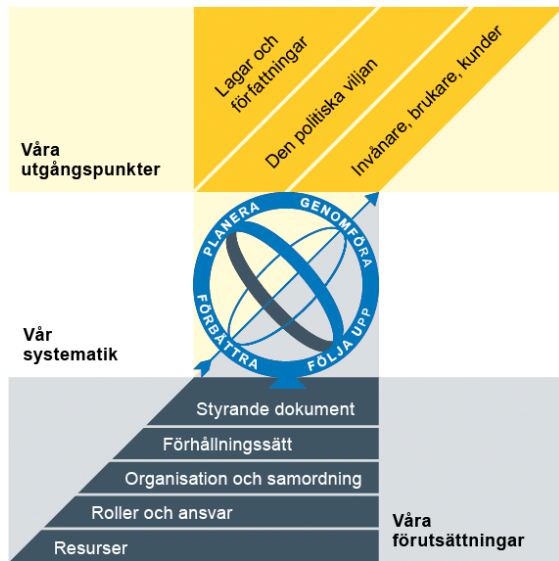 Lagar och
författningar
Den politiska viljan
Invånare, brukare, kunder
Våra
utgångspunkter
PLANERA
GENOMFÖRA
FÖRBÄTTRA
FÖLJA UPP
Vår
systematik
Styrande dokument
Förhållningssätt
Organisation och samordning
Roller och ansvar
Resurser
Våra
förutsättningar